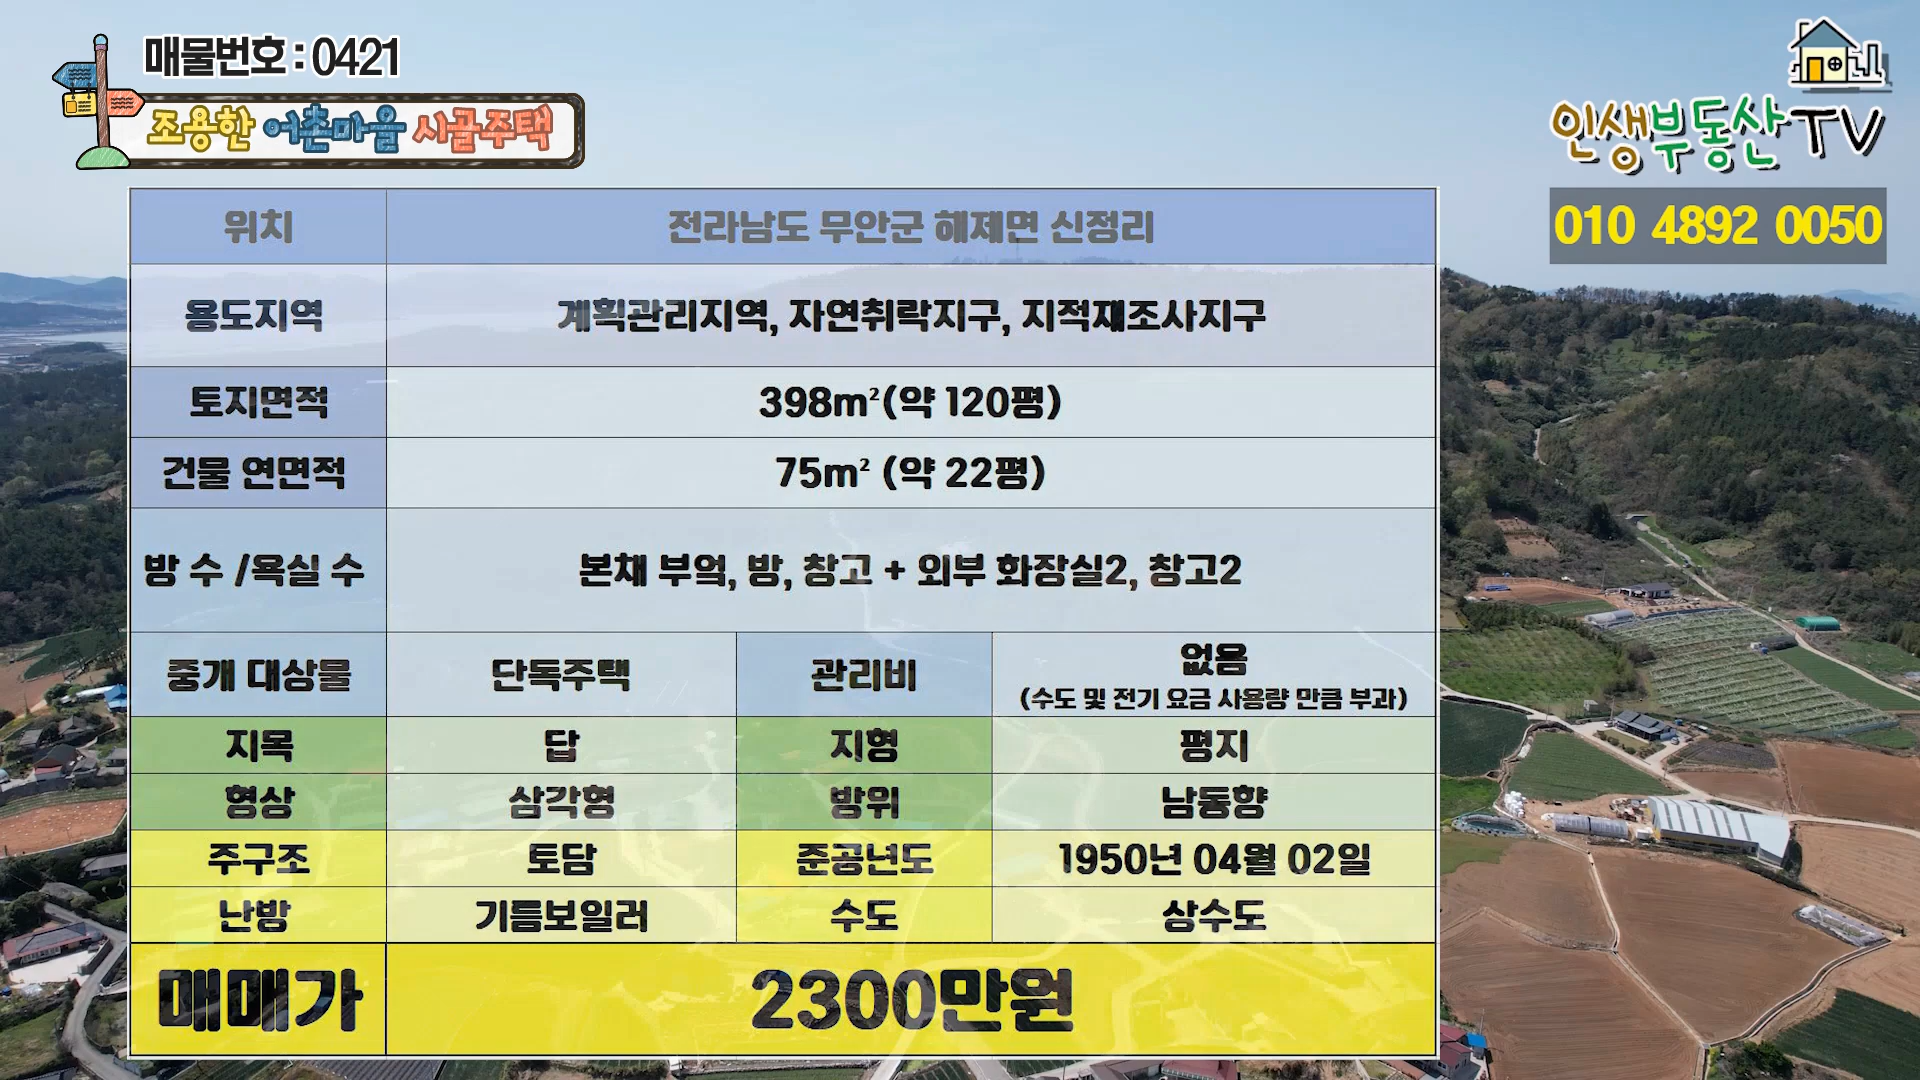 매물번호 : 0421
조용한 어촌마을 시골주택
인생부동산TV
010 4892 0050
위치 전라남도 무안군 해제면 신정리
용도지역 계획관리지역, 자연취락지구, 지적재조사지구
토지면적 398m²(약 120평)
건물 연면적 75m² (약 22평)
방 수 /욕실 수 본채 부엌, 방, 창고 + 외부 화장실2, 창고2
중개 대상물 단독주택 관리비 없음
(수도 및 전기 요금 사용량 만큼 부과)
지목 답 지형 평지
형상 삼각형 방위 남동향
주구조 토담 준공년도 1950년 04월 02일
난방 기름보일러 수도 상수도
매매가 2300만원